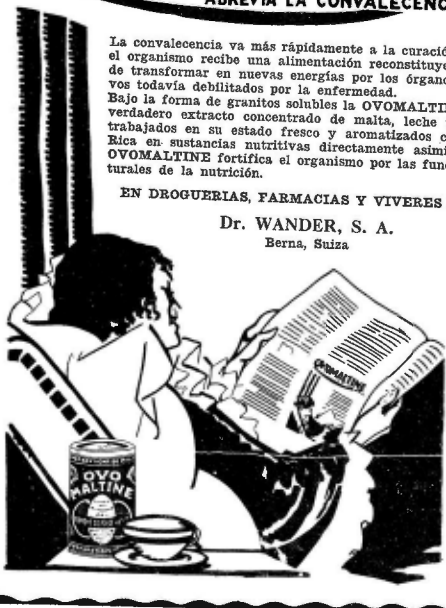 ABREVIA LA CONVALECENC
La convalecencia va más rápidamente a la curació
el organismo recibe una alimentación reconstituye
de transformar en nuevas energías por los órgano
vos todavía debilitados por la enfermedad.
Bajo la forma de granitos solubles la OVOMALTIN
verdadero extracto concentrado de malta, leche
trabajados en su estado fresco y aromatizados c
Rica en sustancias nutritivas directamente asimi
OVOMALTINE fortifica el organismo por las func
turales de la nutrición.
EN DROGUERIAS, FARMACIAS Y VIVERES
Dr. WANDER, S. A.
Berna, Suiza
OVOMALTINE
OVO
MALTINE